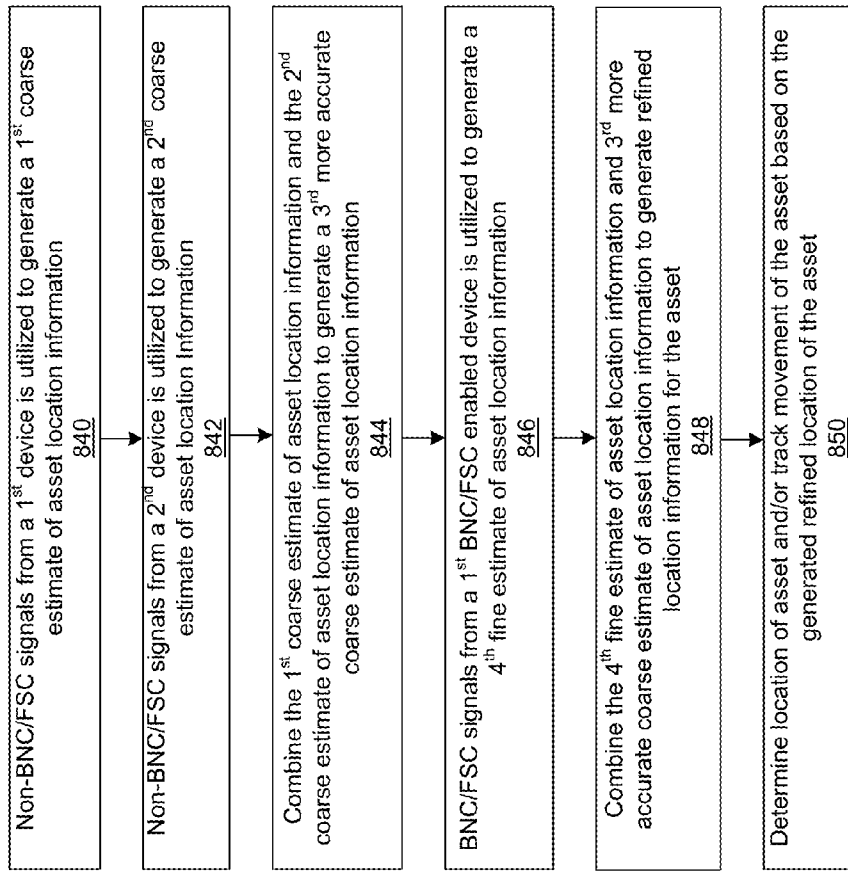 Non-BNC/FSC signals from a 1st device is utilized to generate a 1st coarse
estimate of asset location information
840
Non-BNC/FSC signals from a 2nd device is utilized to generate a 2nd coarse
estimate of asset location Information
842
Combine the 1st coarse estimate of asset location information and the 2nd
coarse estimate of asset location information to generate a 3rd more accurate
coarse estimate of asset location information
844
BNC/FSC signals from a 1st BNC/FSC enabled device is utilized to generate a
4th fine estimate of asset location information
846
Combine the 4th fine estimate of asset location information and 3rd more
accurate coarse estimate of asset location information to generate refined
location information for the asset
848
Determine location of asset and/or track movement of the asset based on the
generated refined location of the asset
850